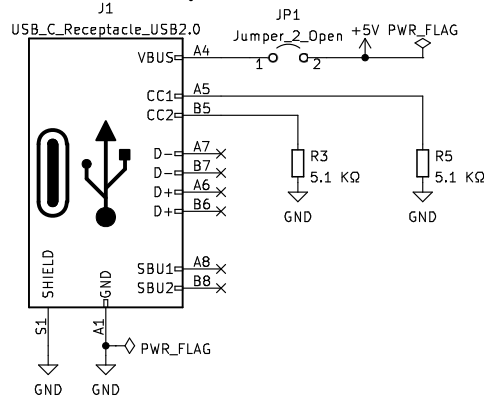 J1
USB_C_Receptacle_USB2.0
JP1
Jumper_2_Open
+5V
PWR_FLAG
VBUS
A4
1
2
CC1
A5
CC2
B5
D-
A7
D-
B7
D+
A6
D+
B6
R3
5.1 KΩ
R5
5.1 KΩ
GND
GND
SBU1
A8
SBU2
B8
SHIELD
GND
S1
A1
PWR_FLAG
GND
GND